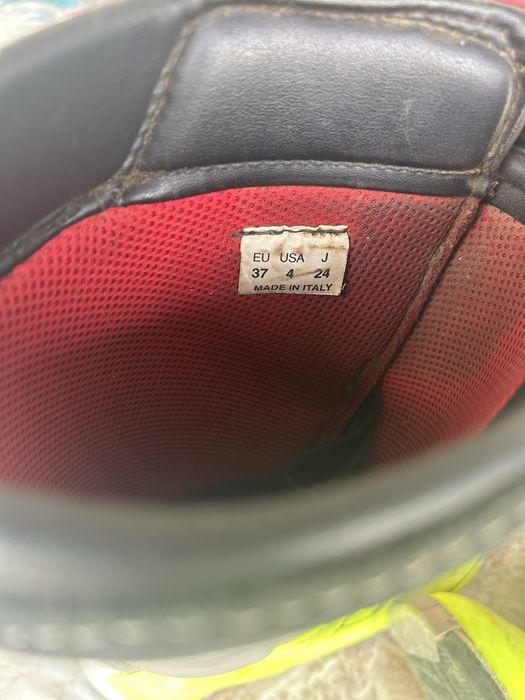 EU USA J
37 4 24
MADE IN ITALY